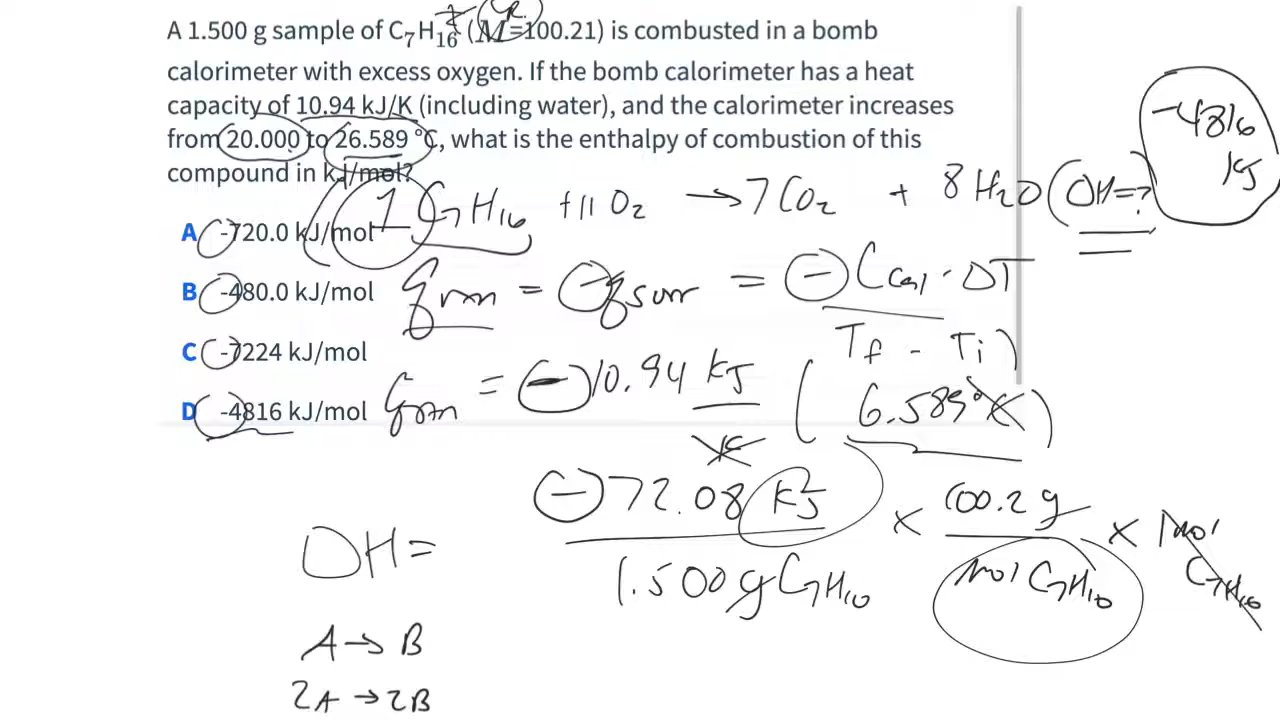 A 1.500 g sample of C₇H₁₆ (M=100.21) is combusted in a bomb
calorimeter with excess oxygen. If the bomb calorimeter has a heat
capacity of 10.94 kJ/K (including water), and the calorimeter increases
from 20.000 to 26.589 °C, what is the enthalpy of combustion of this
compound in kJ/mol?
-4816
kJ
1 C₇H₁₆ + 11 O₂ → 7 CO₂ + 8 H₂O (ΔH=?
A -720.0 kJ/mol
B -480.0 kJ/mol
q rxn = -q surr = - Ccal · ΔT
Tf - Ti)
C -7224 kJ/mol
D -4816 kJ/mol
q rxn = -10.94 kJ/°C (6.589°C)
-72.08 kJ / 1.500 g C₇H₁₆ × 100.2 g / mol C₇H₁₆ × mol C₇H₁₆
ΔH =
A → B
2A → 2B